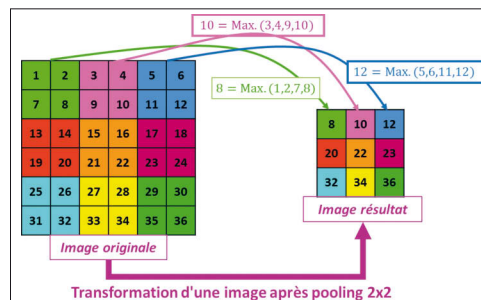 10 = Max. (3,4,9,10)
12 = Max. (5,6,11,12)
8 = Max. (1,2,7,8)
1 2 3 4 5 6
7 8 9 10 11 12
13 14 15 16 17 18
19 20 21 22 23 24
25 26 27 28 29 30
31 32 33 34 35 36
Image originale
8 10 12
20 22 23
32 34 36
Image résultat
Transformation d'une image après pooling 2x2